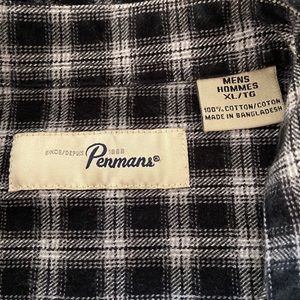 MENS
HOMMES
XL/TG
100% COTTON/COTON
MADE IN BANGLADESH
SINCE/DEPUIS 1868
Penmans®